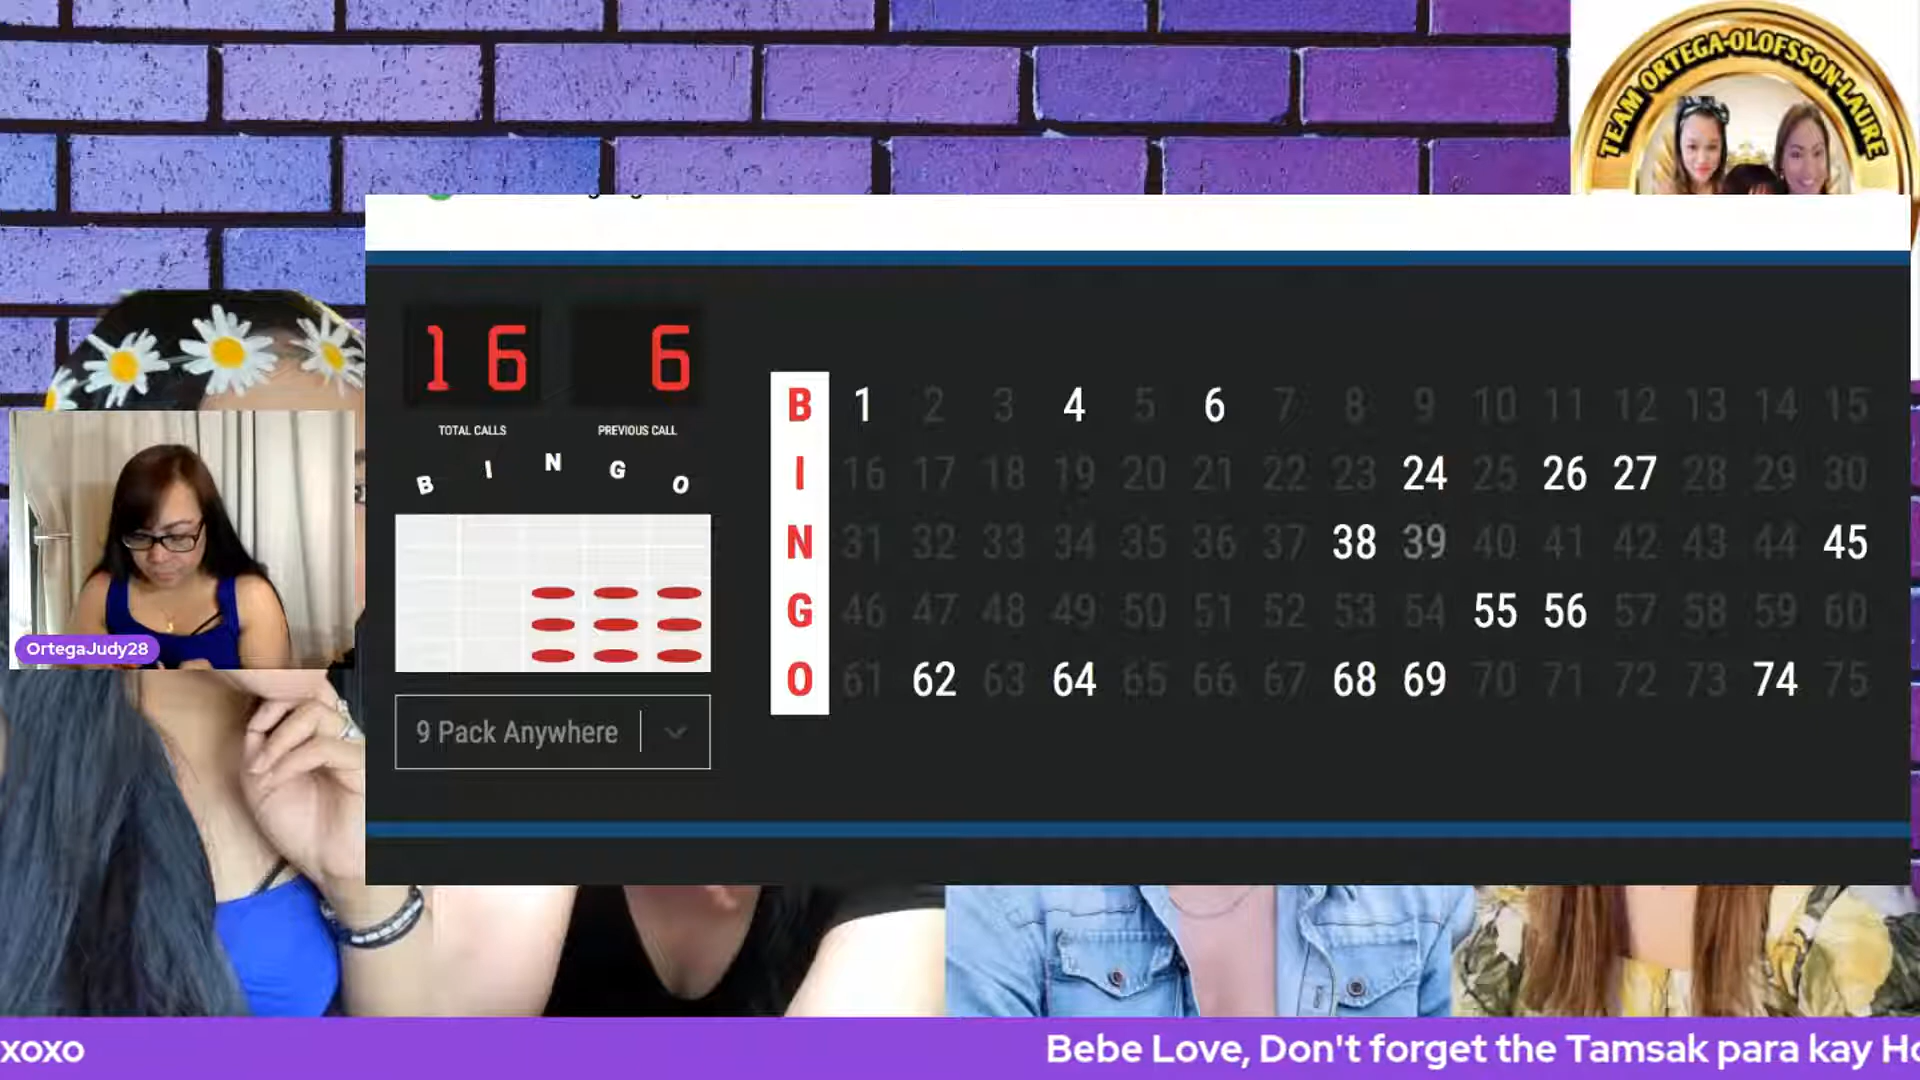 TEAM ORTEGA-OLOFSSON-LAURE
16 6
TOTAL CALLS PREVIOUS CALL
B I N G O
9 Pack Anywhere
B 1 2 3 4 5 6 7 8 9 10 11 12 13 14 15
I 16 17 18 19 20 21 22 23 24 25 26 27 28 29 30
N 31 32 33 34 35 36 37 38 39 40 41 42 43 44 45
G 46 47 48 49 50 51 52 53 54 55 56 57 58 59 60
O 61 62 63 64 65 66 67 68 69 70 71 72 73 74 75
OrtegaJudy28
xoxo Bebe Love, Don't forget the Tamsak para kay